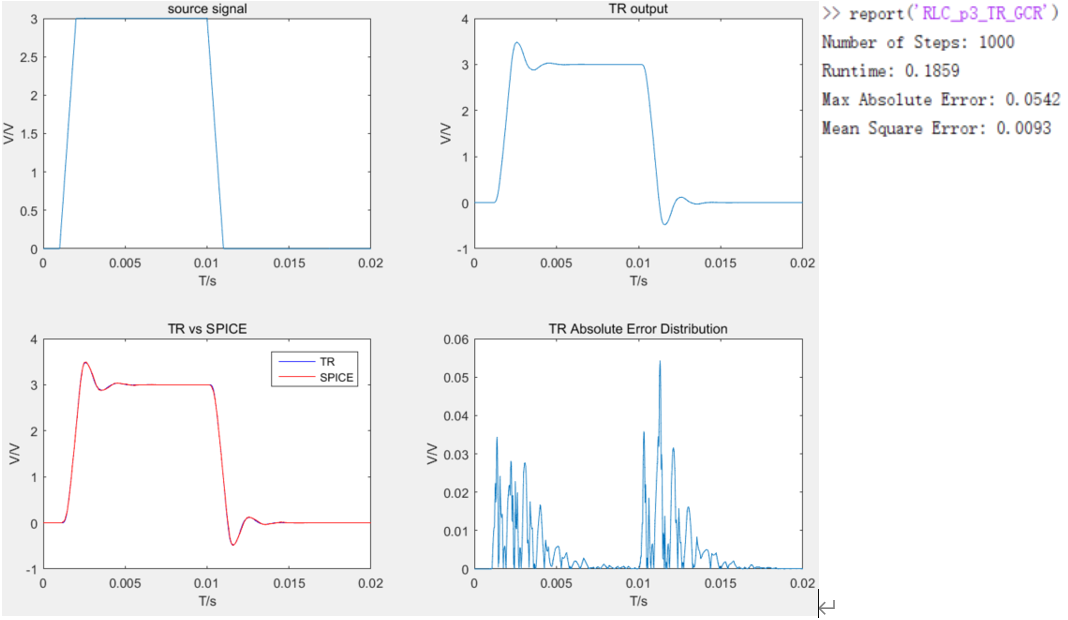 source signal
3
2.5
2
1.5
1
0.5
0
V/V
0
0.005
0.01
0.015
0.02
T/s
TR output
4
3
2
1
0
-1
V/V
0
0.005
0.01
0.015
0.02
T/s
>> report('RLC_p3_TR_GCR')
Number of Steps: 1000
Runtime: 0.1859
Max Absolute Error: 0.0542
Mean Square Error: 0.0093
TR vs SPICE
4
3
2
1
0
-1
V/V
TR
SPICE
0
0.005
0.01
0.015
0.02
T/s
TR Absolute Error Distribution
0.06
0.05
0.04
0.03
0.02
0.01
0
V/V
0
0.005
0.01
0.015
0.02
T/s